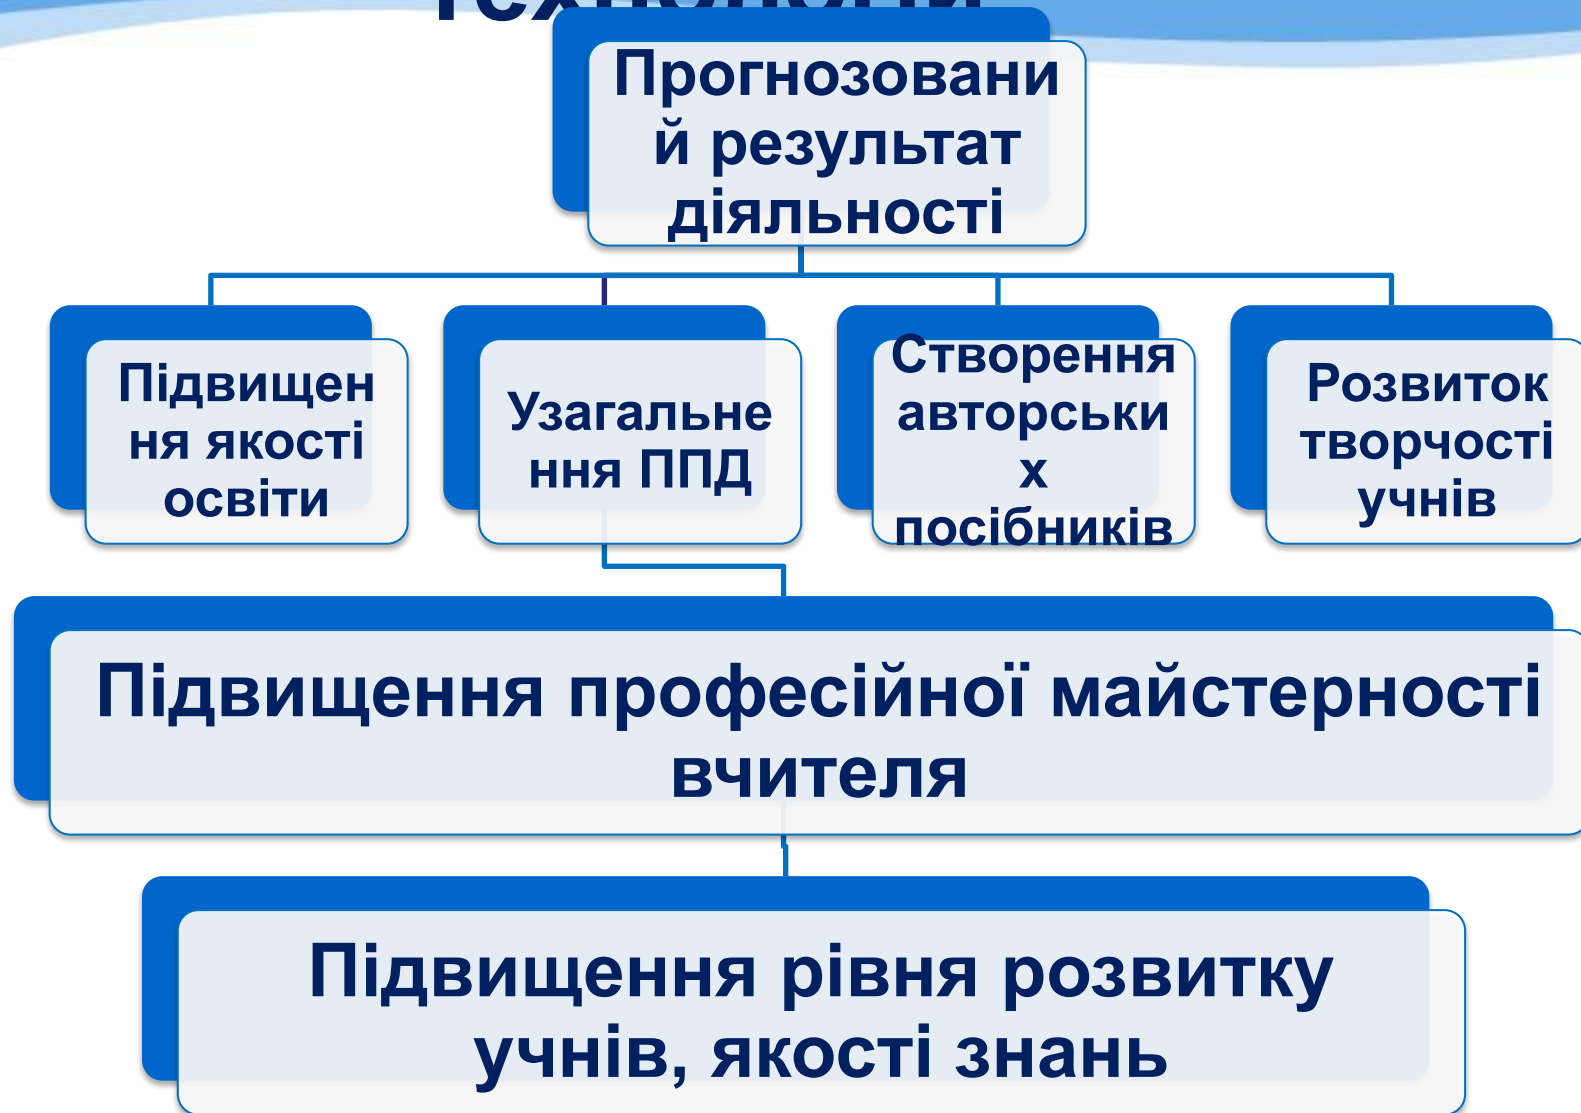 Прогнозовани
й результат
діяльності
Підвищен
ня якості
освіти
Узагальне
ння ППД
Створення
авторськи
х
посібників
Розвиток
творчості
учнів
Підвищення професійної майстерності
вчителя
Підвищення рівня розвитку
учнів, якості знань